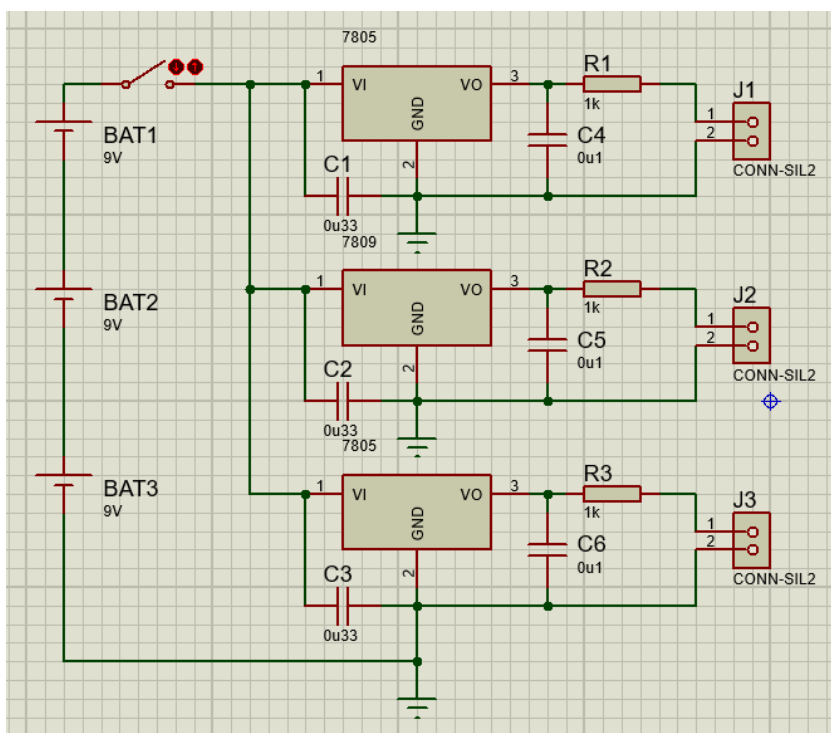 7805
1
VI
VO
3
GND
2
R1
1k
J1
1
2
CONN-SIL2
BAT1
9V
C1
0u33
C4
0u1
7809
1
VI
VO
3
GND
2
R2
1k
J2
1
2
CONN-SIL2
BAT2
9V
C2
0u33
C5
0u1
7805
1
VI
VO
3
GND
2
R3
1k
J3
1
2
CONN-SIL2
BAT3
9V
C3
0u33
C6
0u1